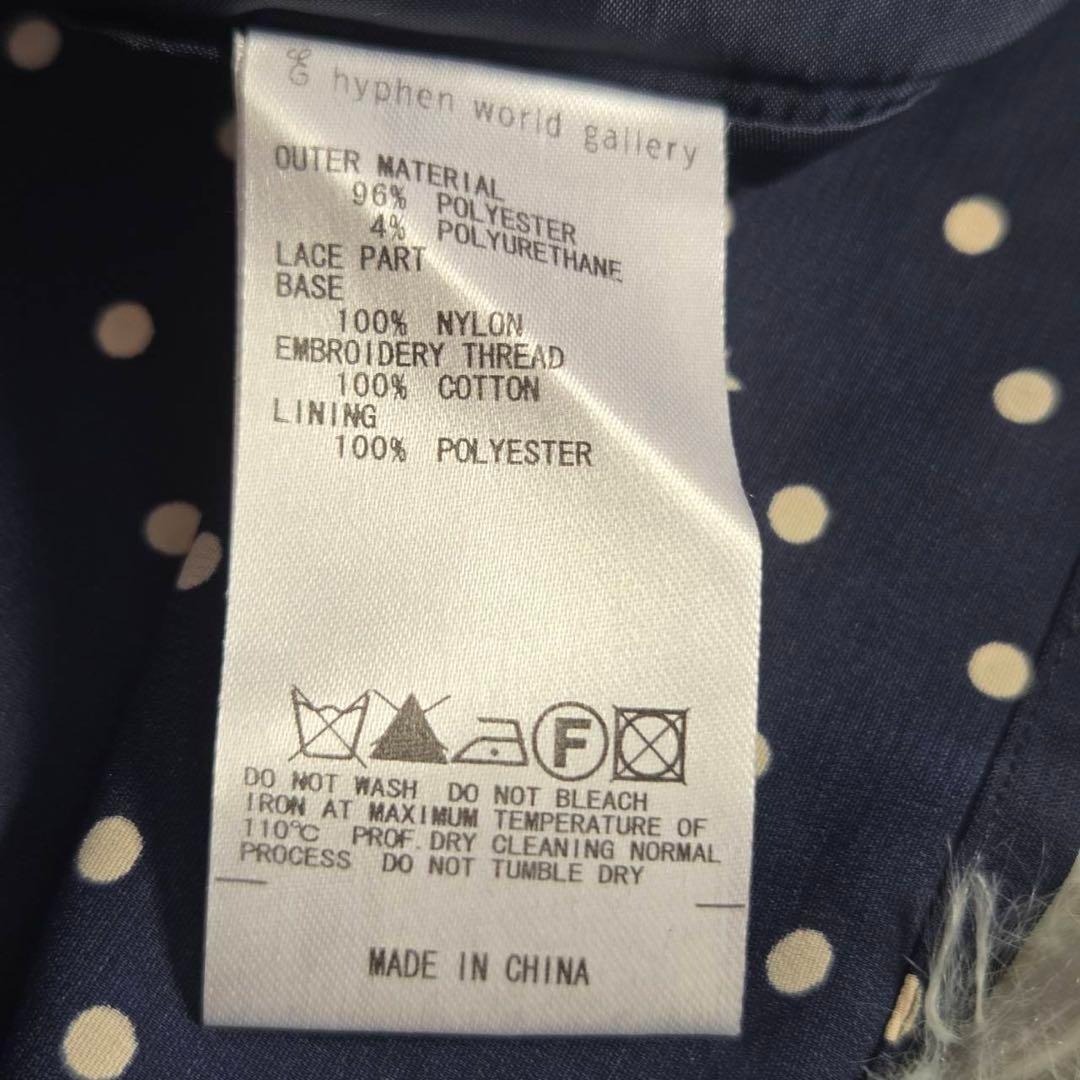 hyphen world gallery
OUTER MATERIAL
96% POLYESTER
4% POLYURETHANE
LACE PART
BASE
100% NYLON
EMBROIDERY THREAD
100% COTTON
LINING
100% POLYESTER
F
DO NOT WASH DO NOT BLEACH
IRON AT MAXIMUM TEMPERATURE OF
110℃ PROF.DRY CLEANING NORMAL
PROCESS DO NOT TUMBLE DRY
MADE IN CHINA